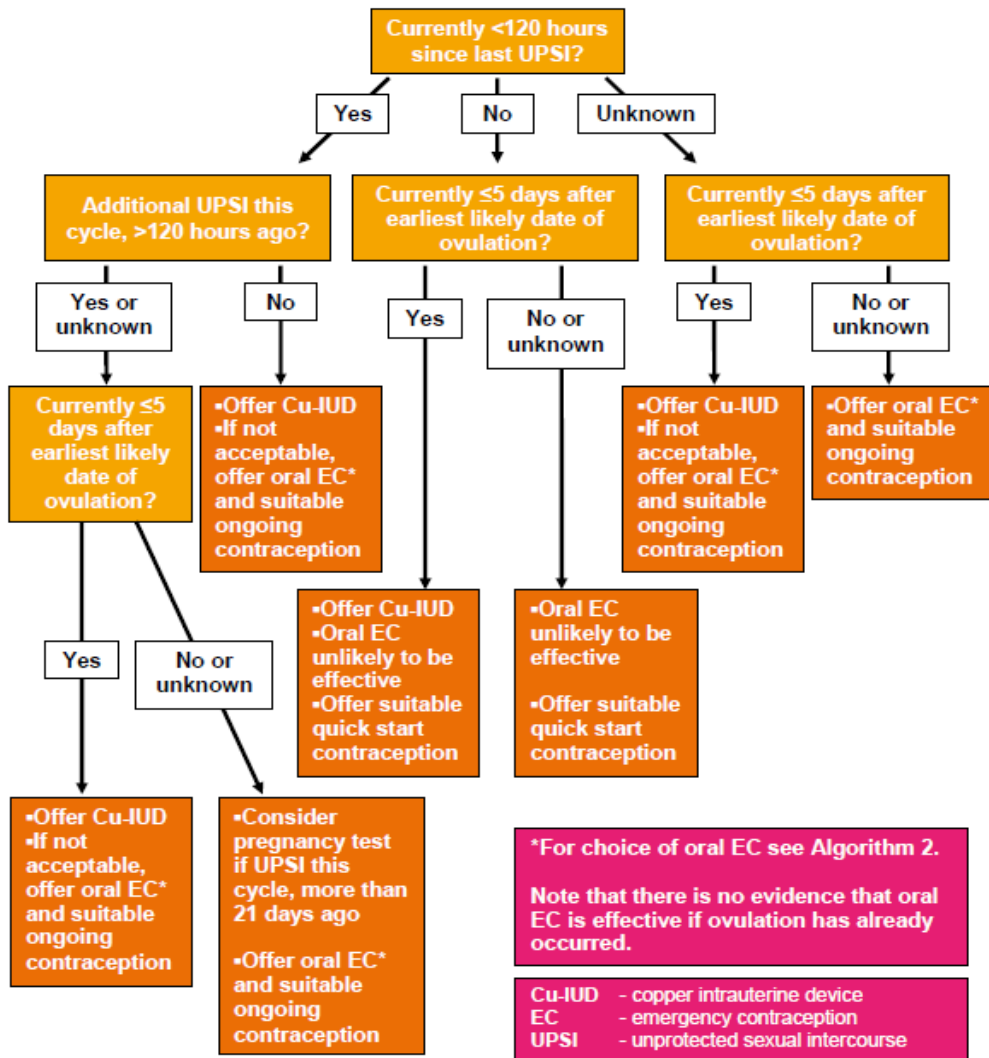 Currently <120 hours
since last UPSI?
Yes
No
Unknown
Additional UPSI this
cycle, >120 hours ago?
Currently ≤5 days after
earliest likely date of
ovulation?
Currently ≤5 days after
earliest likely date of
ovulation?
Yes or
unknown
No
Yes
No or
unknown
Yes
No or
unknown
Currently ≤5
days after
earliest likely
date of
ovulation?
▪Offer Cu-IUD
▪If not
acceptable,
offer oral EC*
and suitable
ongoing
contraception
▪Offer Cu-IUD
▪If not
acceptable,
offer oral EC*
and suitable
ongoing
contraception
▪Offer oral EC*
and suitable
ongoing
contraception
Yes
No or
unknown
▪Offer Cu-IUD
▪Oral EC
unlikely to be
effective
▪Offer suitable
quick start
contraception
▪Oral EC
unlikely to be
effective
▪Offer suitable
quick start
contraception
▪Offer Cu-IUD
▪If not
acceptable,
offer oral EC*
and suitable
ongoing
contraception
▪Consider
pregnancy test
if UPSI this
cycle, more than
21 days ago
▪Offer oral EC*
and suitable
ongoing
contraception
*For choice of oral EC see Algorithm 2.
Note that there is no evidence that oral
EC is effective if ovulation has already
occurred.
Cu-IUD - copper intrauterine device
EC - emergency contraception
UPSI - unprotected sexual intercourse